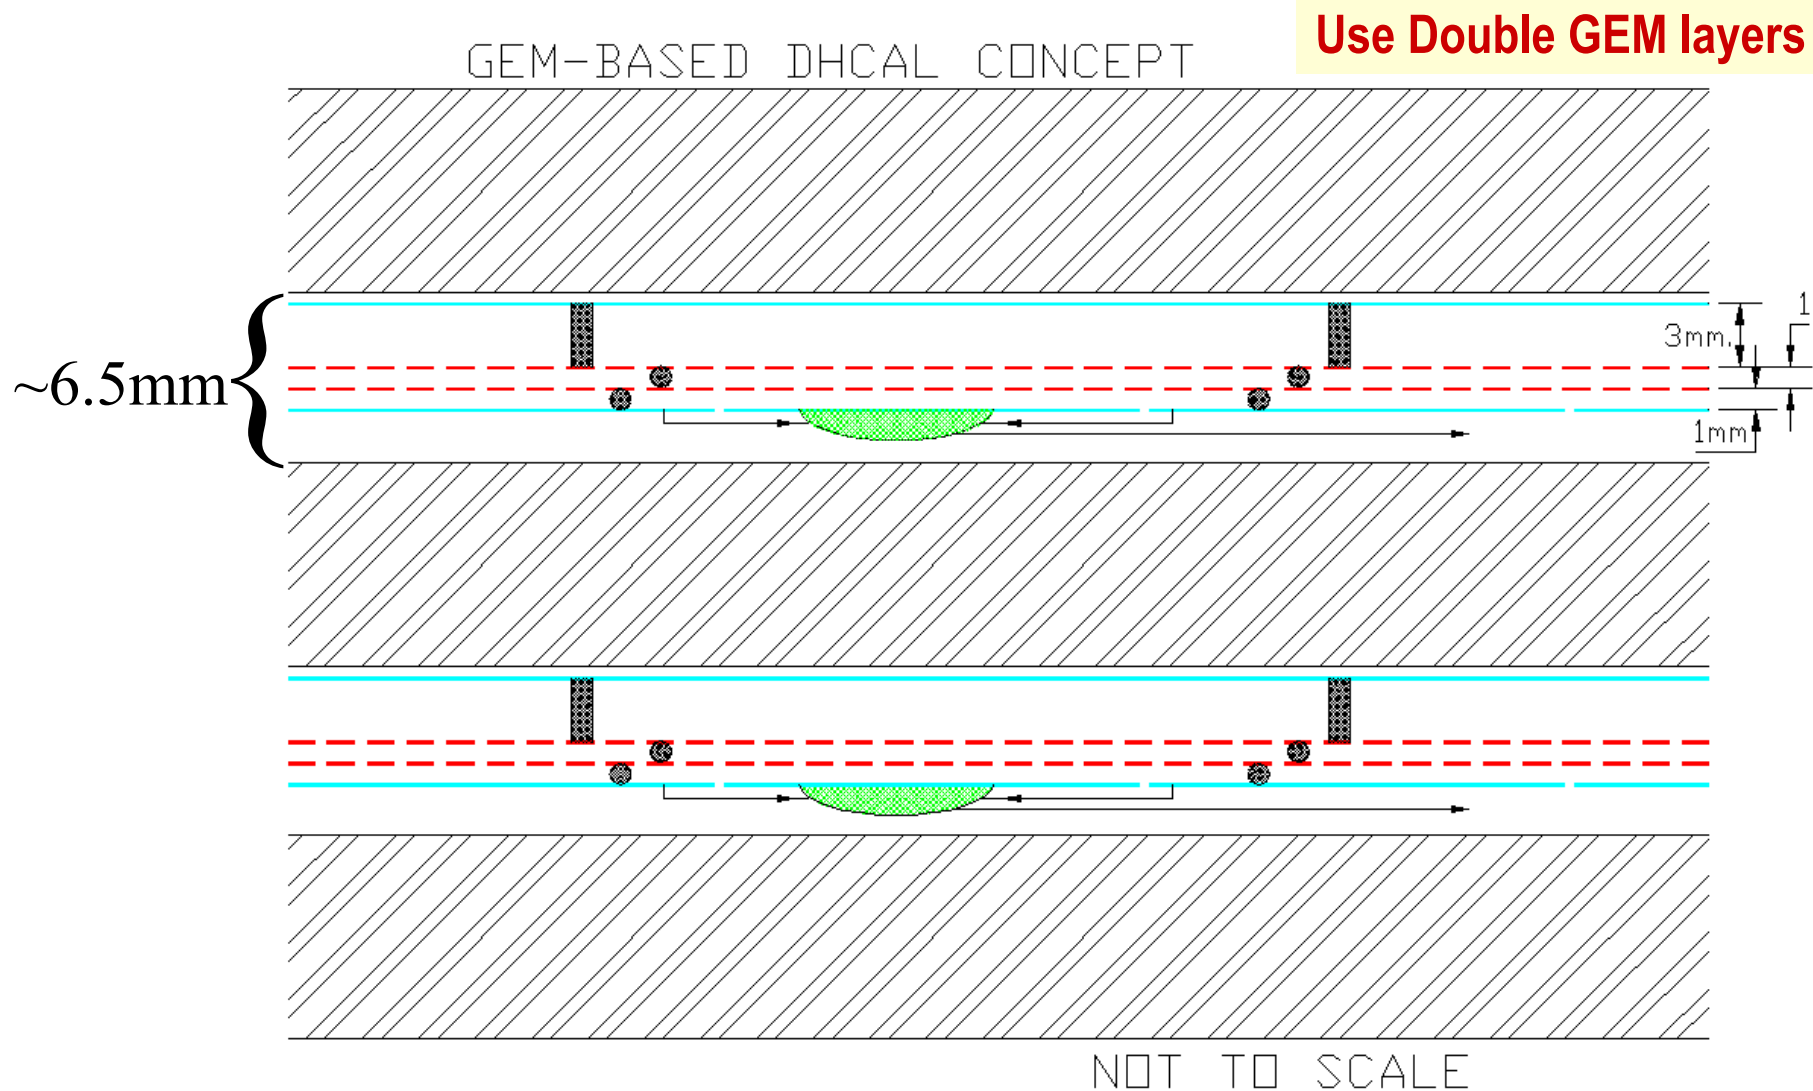 Use Double GEM layers
GEM-BASED DHCAL CONCEPT
1
3mm.
~6.5mm
1mm
NOT TO SCALE